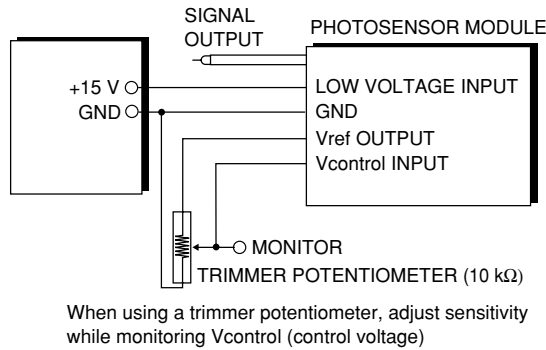 SIGNAL
OUTPUT
PHOTOSENSOR MODULE
+15 V
GND
LOW VOLTAGE INPUT
GND
Vref OUTPUT
Vcontrol INPUT
MONITOR
TRIMMER POTENTIOMETER (10 kΩ)
When using a trimmer potentiometer, adjust sensitivity
while monitoring Vcontrol (control voltage)